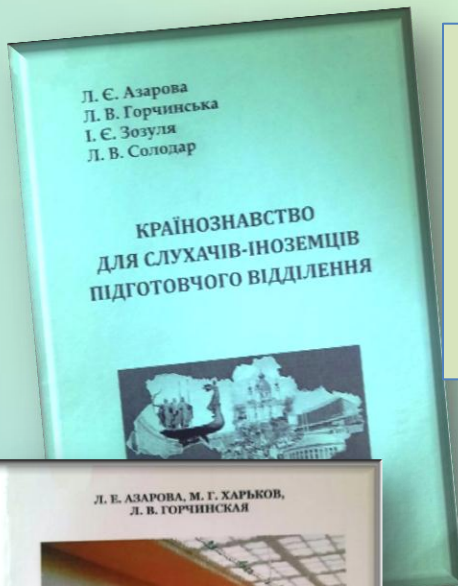 Л. Є. Азарова
Л. В. Горчинська
І. Є. Зозуля
Л. В. Солодар
КРАЇНОЗНАВСТВО
ДЛЯ СЛУХАЧІВ-ІНОЗЕМЦІВ
ПІДГОТОВЧОГО ВІДДІЛЕННЯ
Л. Е. АЗАРОВА, М. Г. ХАРЬКОВ,
Л. В. ГОРЧИНСКАЯ